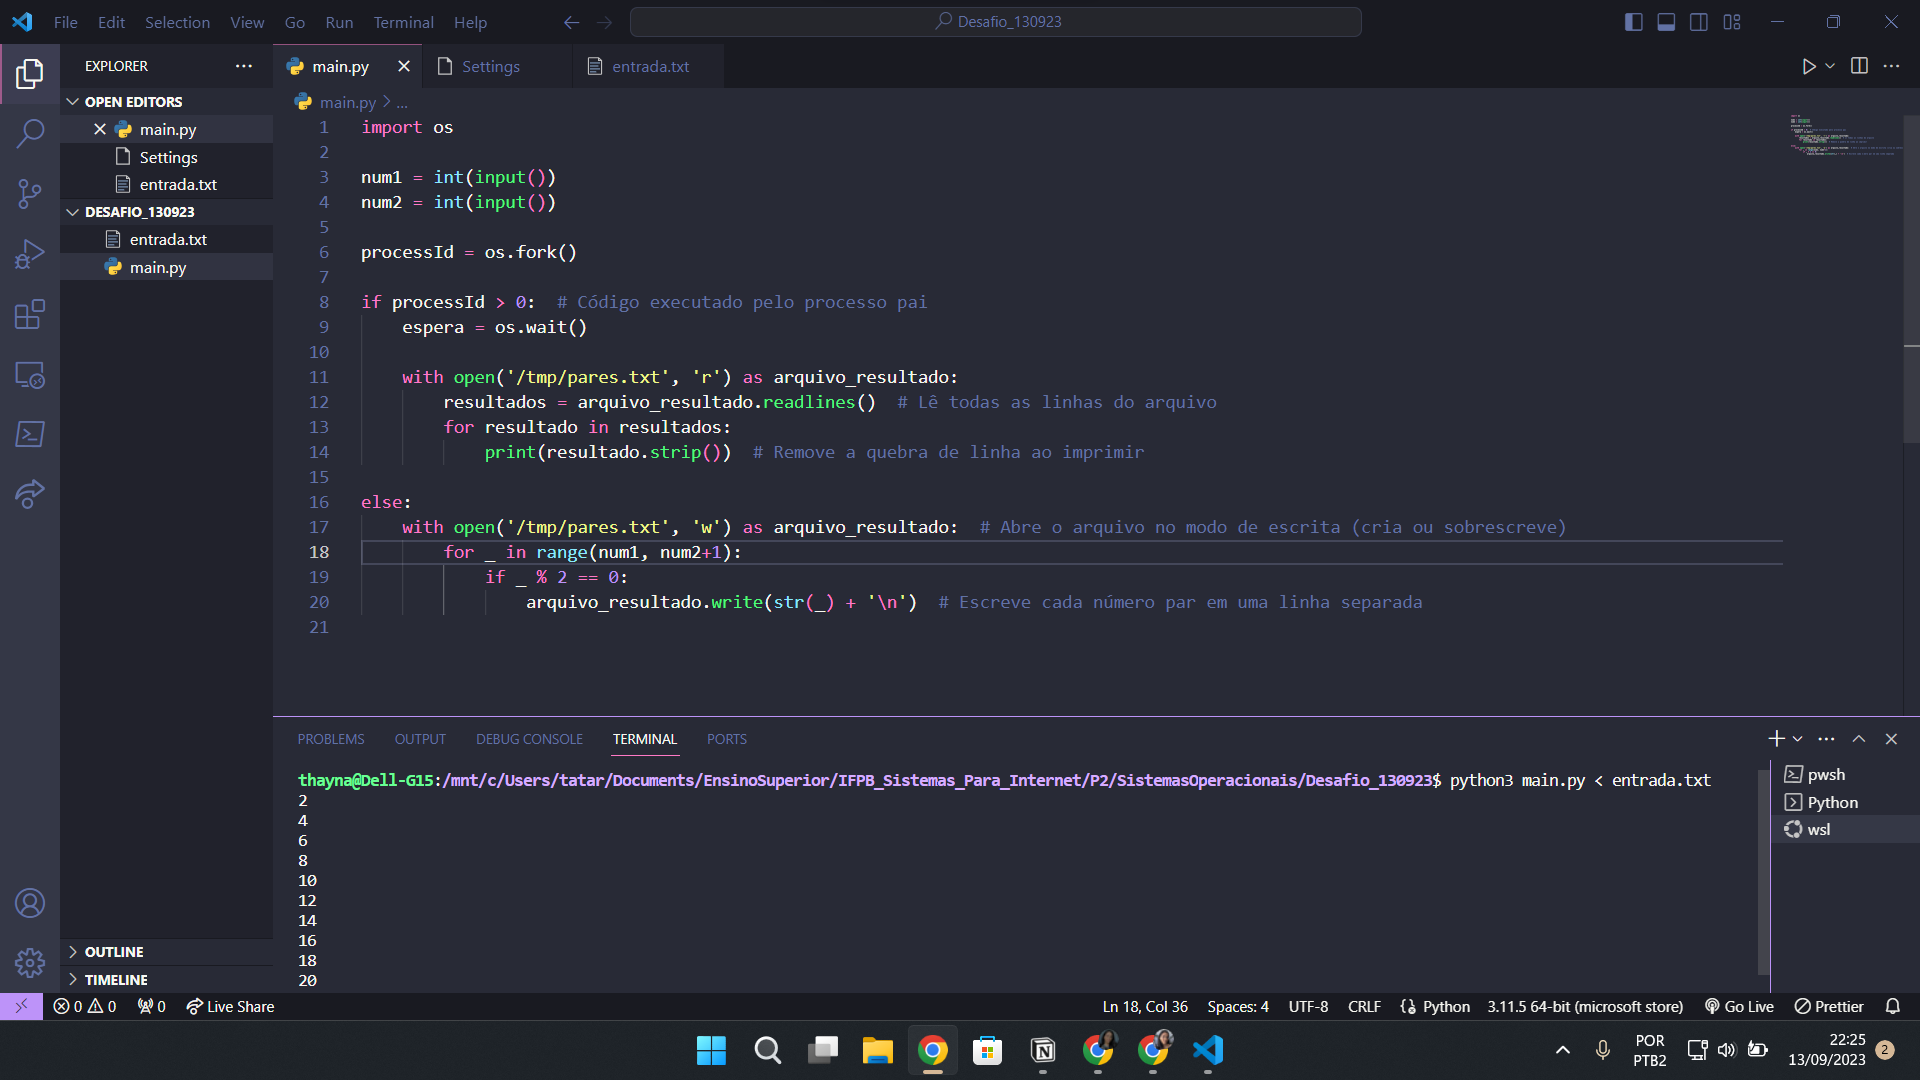 File Edit Selection View Go Run Terminal Help
Desafio_130923
EXPLORER
OPEN EDITORS
main.py
Settings
entrada.txt
DESAFIO_130923
entrada.txt
main.py
OUTLINE
TIMELINE
main.py Settings entrada.txt
main.py > ...
1 import os
2
3 num1 = int(input())
4 num2 = int(input())
5
6 processId = os.fork()
7
8 if processId > 0:  # Código executado pelo processo pai
9     espera = os.wait()
10
11     with open('/tmp/pares.txt', 'r') as arquivo_resultado:
12         resultados = arquivo_resultado.readlines()  # Lê todas as linhas do arquivo
13         for resultado in resultados:
14             print(resultado.strip())  # Remove a quebra de linha ao imprimir
15
16 else:
17     with open('/tmp/pares.txt', 'w') as arquivo_resultado:  # Abre o arquivo no modo de escrita (cria ou sobrescreve)
18         for _ in range(num1, num2+1):
19             if _ % 2 == 0:
20                 arquivo_resultado.write(str(_) + '\n')  # Escreve cada número par em uma linha separada
21
PROBLEMS OUTPUT DEBUG CONSOLE TERMINAL PORTS
thayna@Dell-G15:/mnt/c/Users/tatar/Documents/EnsinoSuperior/IFPB_Sistemas_Para_Internet/P2/SistemasOperacionais/Desafio_130923$ python3 main.py < entrada.txt
2
4
6
8
10
12
14
16
18
20
pwsh
Python
wsl
0 0 0 Live Share Ln 18, Col 36 Spaces: 4 UTF-8 CRLF Python 3.11.5 64-bit (microsoft store) Go Live Prettier
POR
PTB2
22:25
13/09/2023
2